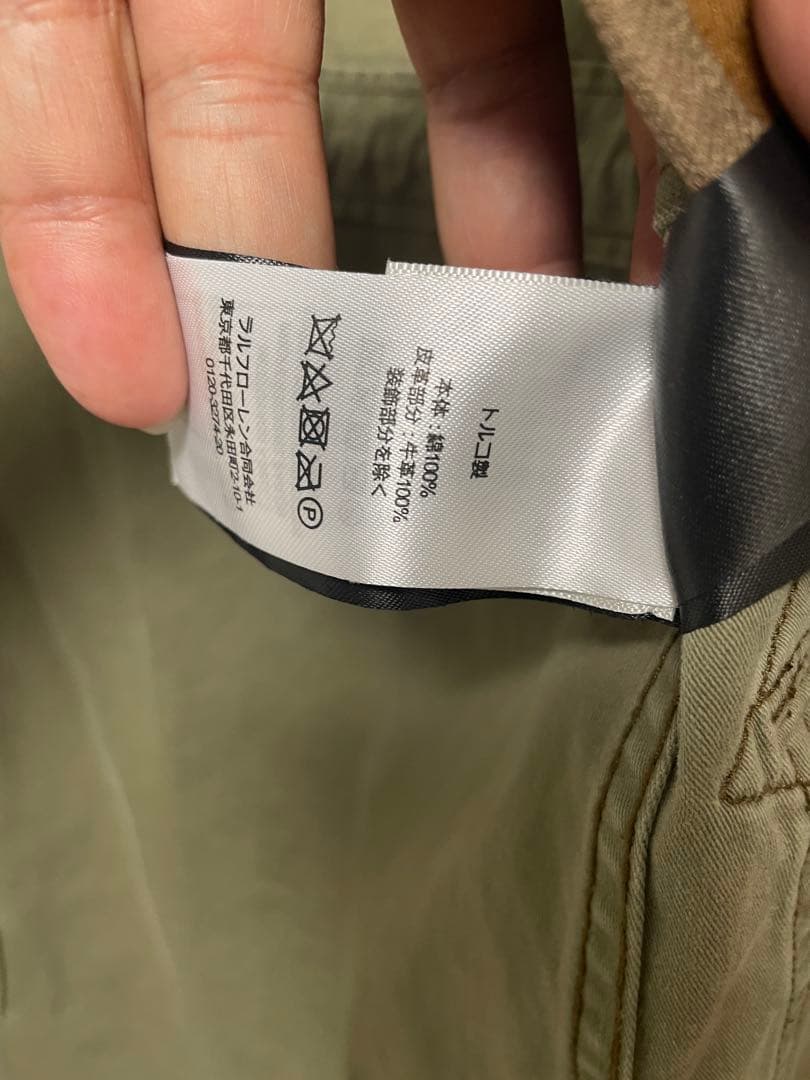 トルコ製
本体:綿100%
皮革部分:牛革100%
装飾部分を除く
P
ラルフローレン合同会社
東京都千代田区永田町2-10-1
0120-3274-20